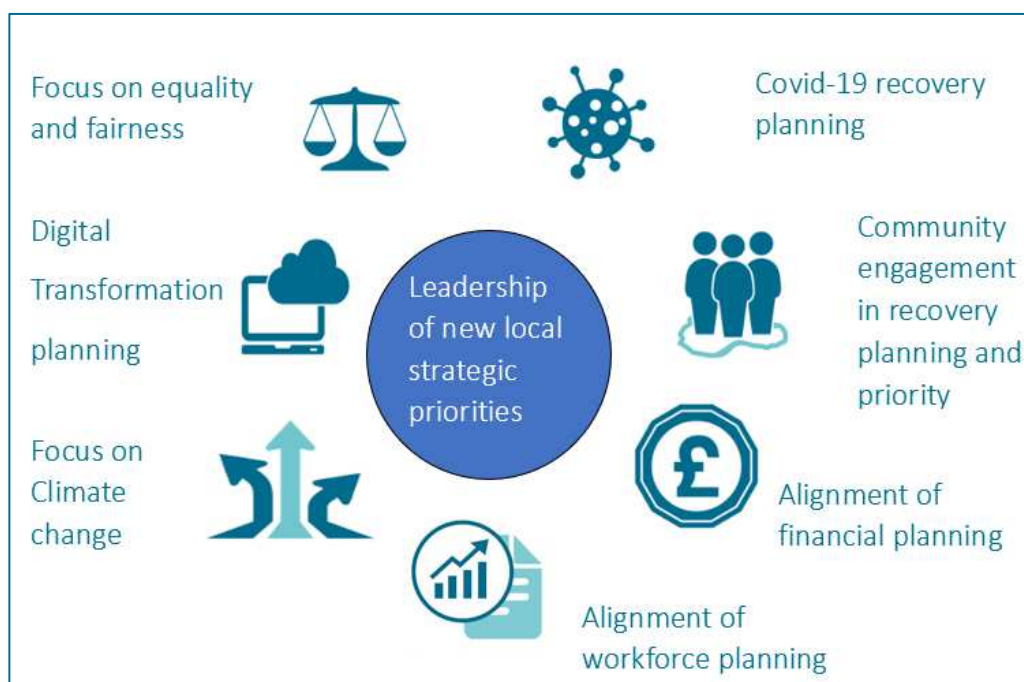 Focus on equality
and fairness
Covid-19 recovery
planning
Digital
Transformation
planning
Leadership
of new local
strategic
priorities
Community
engagement
in recovery
planning and
priority
Focus on
Climate
change
£
Alignment of
financial planning
Alignment of
workforce planning